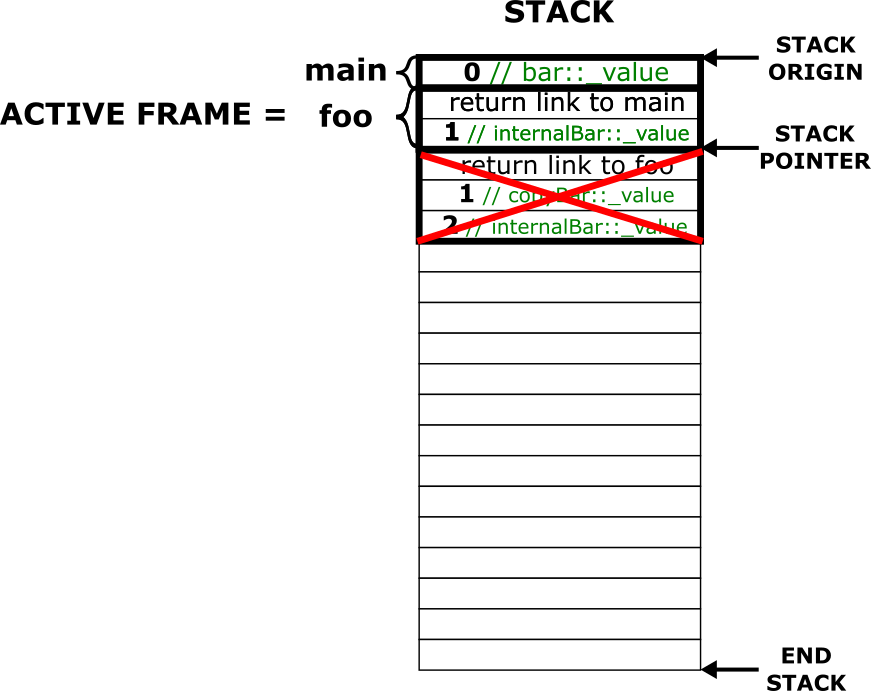 STACK
STACK
ORIGIN
main
0 // bar::_value
ACTIVE FRAME = foo
return link to main
1 // internalBar::_value
STACK
POINTER
return link to foo
1 // copyBar::_value
2 // internalBar::_value
END
STACK